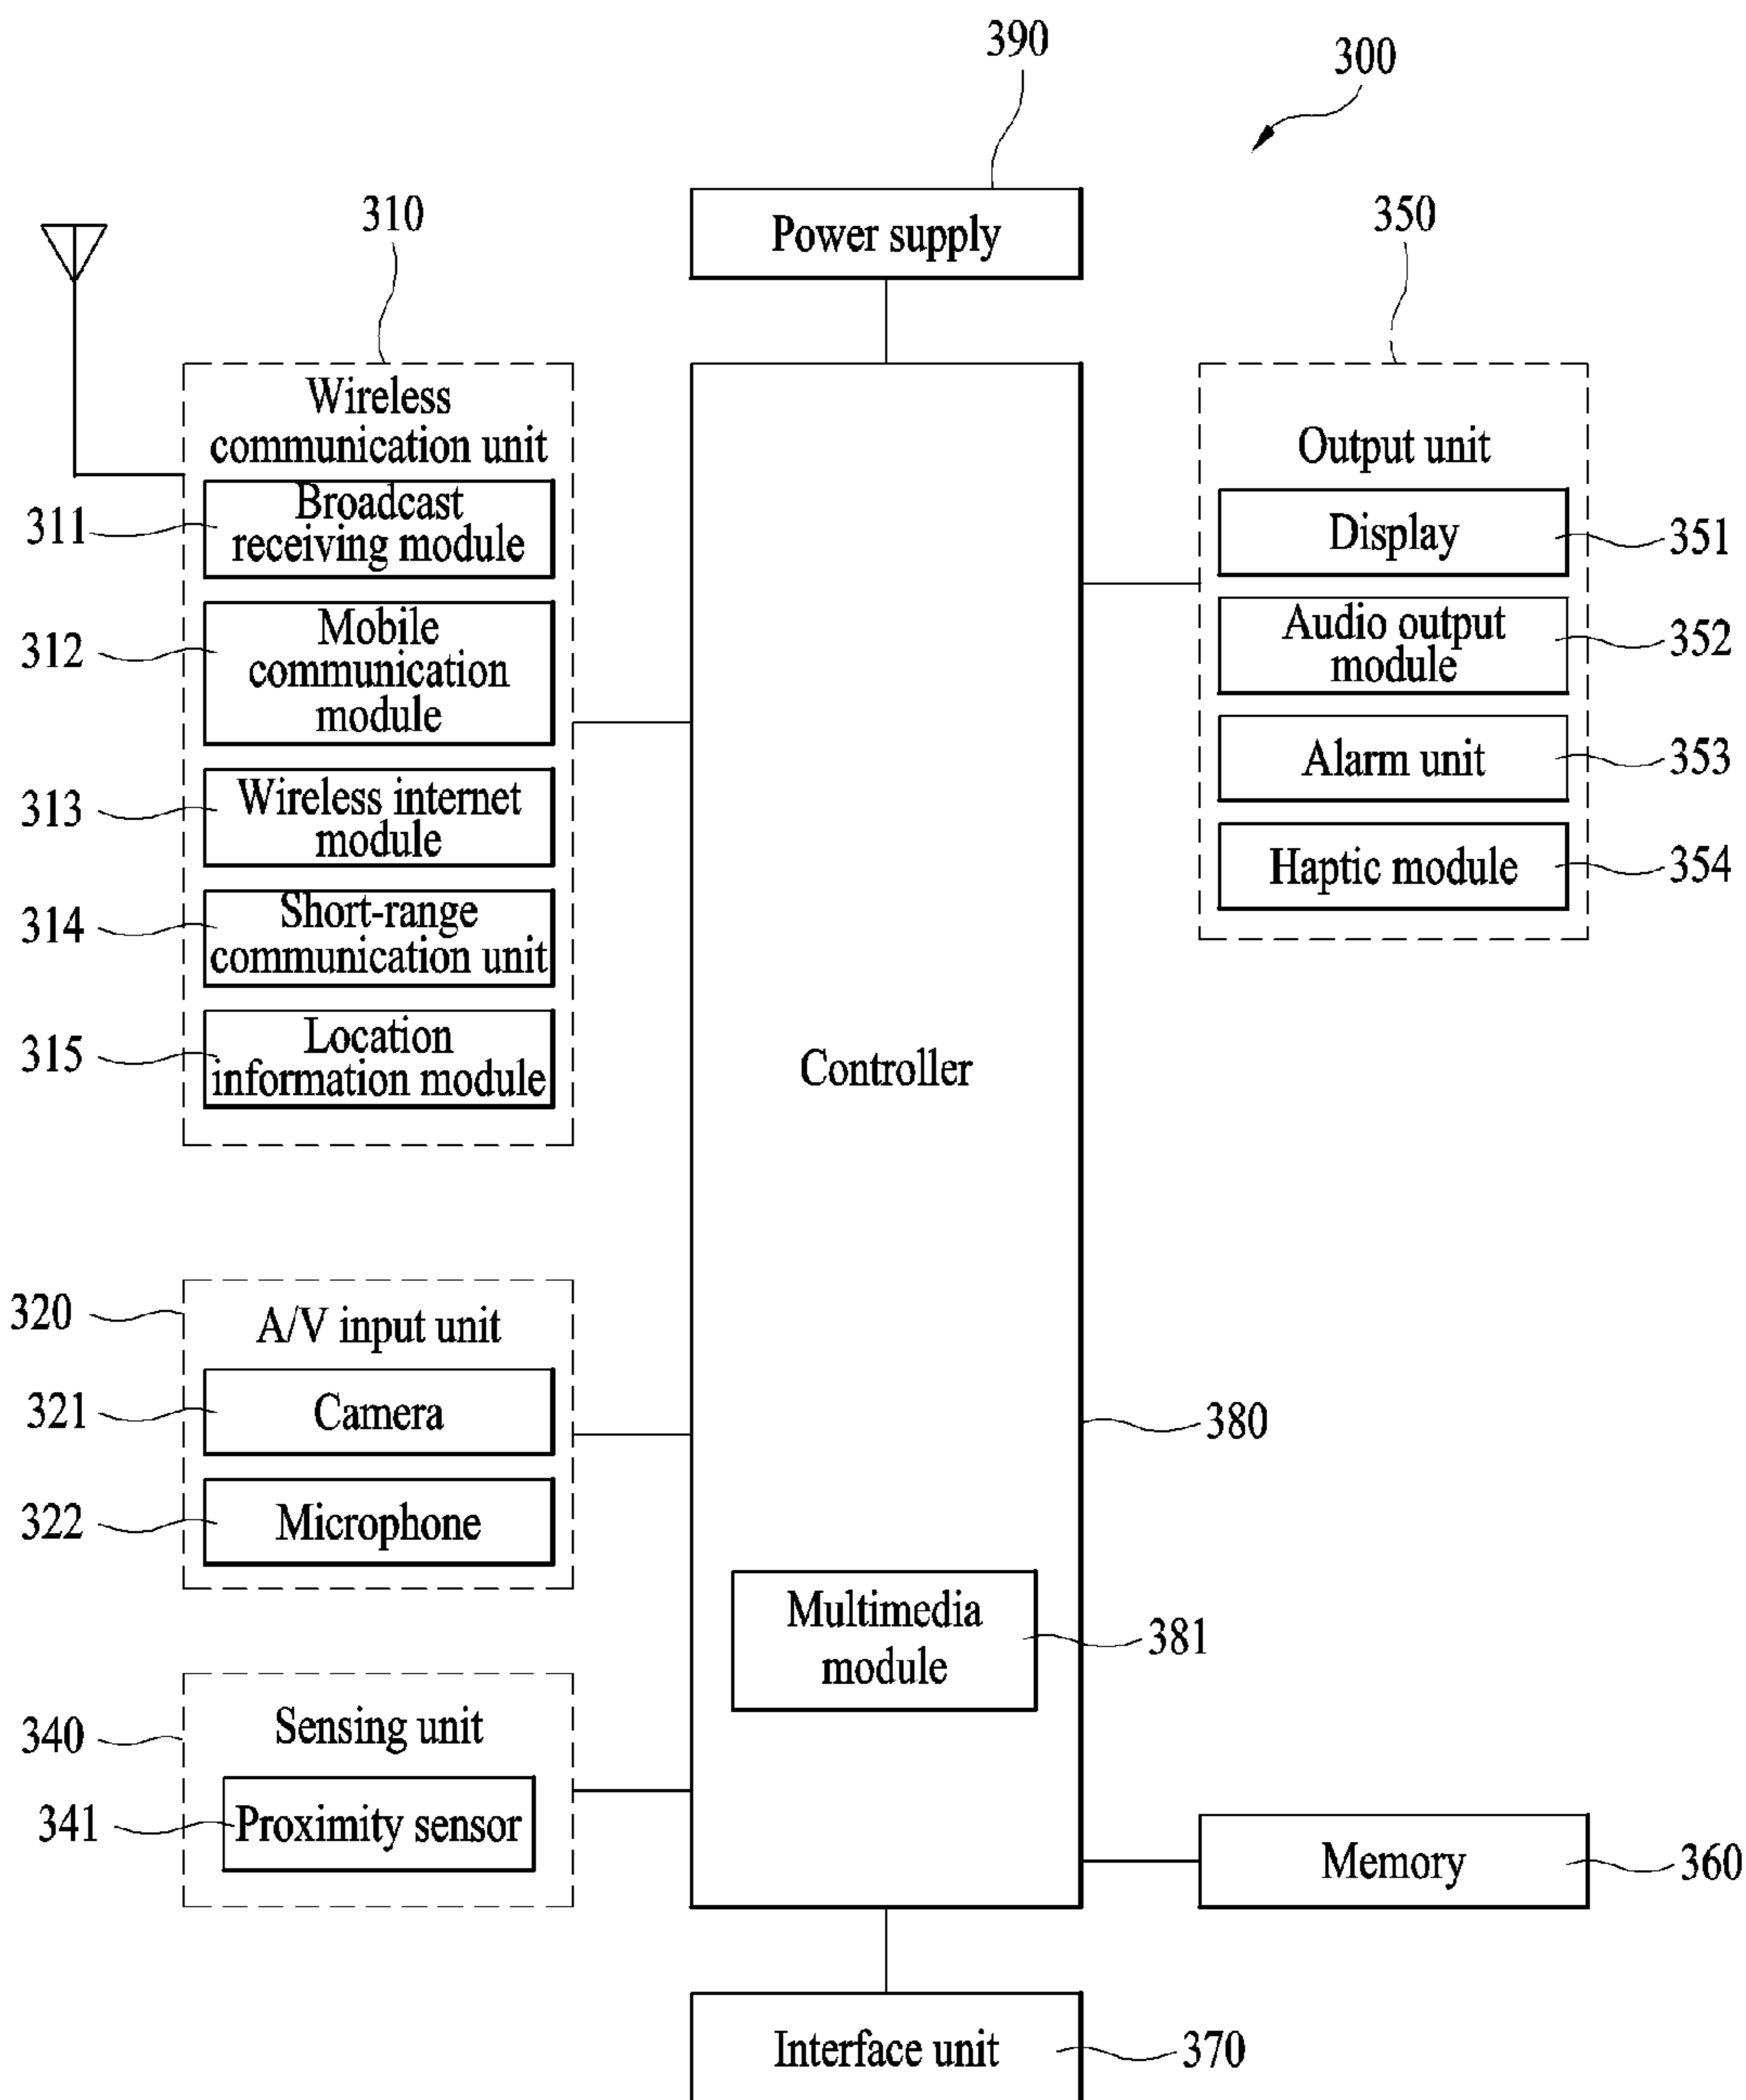 390
300
310
350
Power supply
Wireless
communication unit
311
Broadcast
receiving module
312
Mobile
communication
module
313
Wireless internet
module
314
Short-range
communication unit
315
Location
information module
Output unit
Display
351
Audio output
module
352
Alarm unit
353
Haptic module
354
Controller
320
A/V input unit
321
Camera
322
Microphone
380
Multimedia
module
381
340
Sensing unit
341
Proximity sensor
Memory
360
Interface unit
370